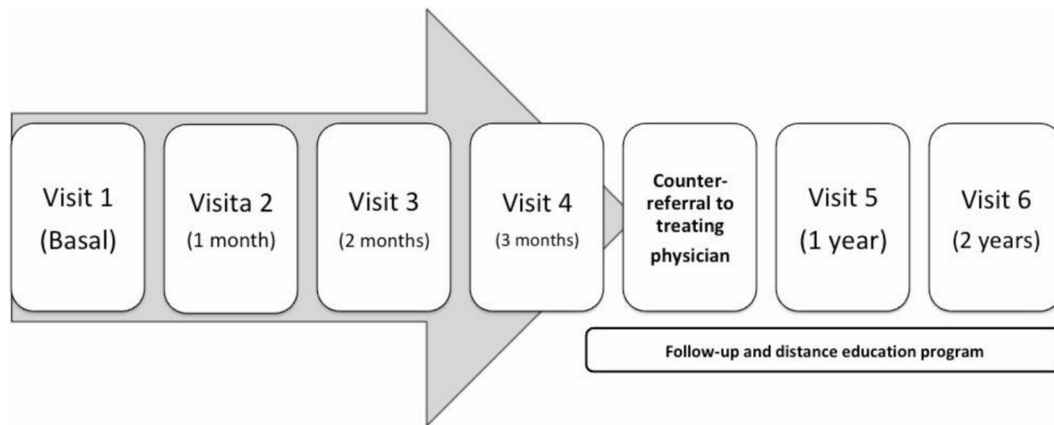 Visit 1
(Basal)
Visita 2
(1 month)
Visit 3
(2 months)
Visit 4
(3 months)
Counter-
referral to
treating
physician
Visit 5
(1 year)
Visit 6
(2 years)
Follow-up and distance education program